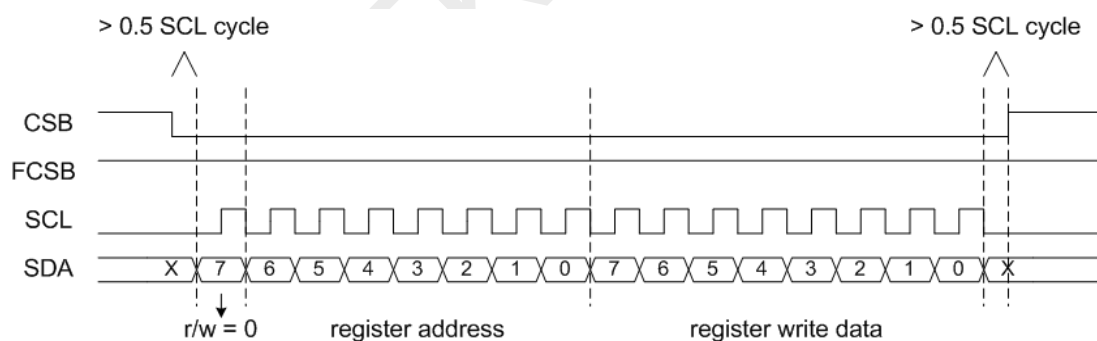 > 0.5 SCL cycle > 0.5 SCL cycle
CSB
FCSB
SCL
SDA X 7 6 5 4 3 2 1 0 7 6 5 4 3 2 1 0 X
r/w = 0 register address register write data